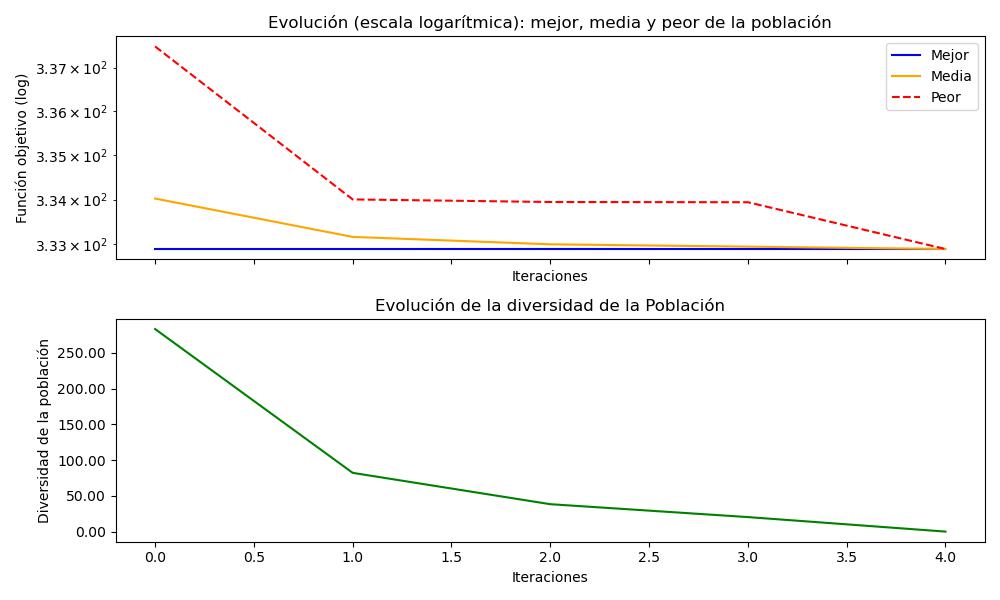 Evolución (escala logarítmica): mejor, media y peor de la población
Función objetivo (log)
3.37 × 10²
3.36 × 10²
3.35 × 10²
3.34 × 10²
3.33 × 10²
Mejor
Media
Peor
Iteraciones
Evolución de la diversidad de la Población
Diversidad de la población
250.00
200.00
150.00
100.00
50.00
0.00
0.0 0.5 1.0 1.5 2.0 2.5 3.0 3.5 4.0
Iteraciones